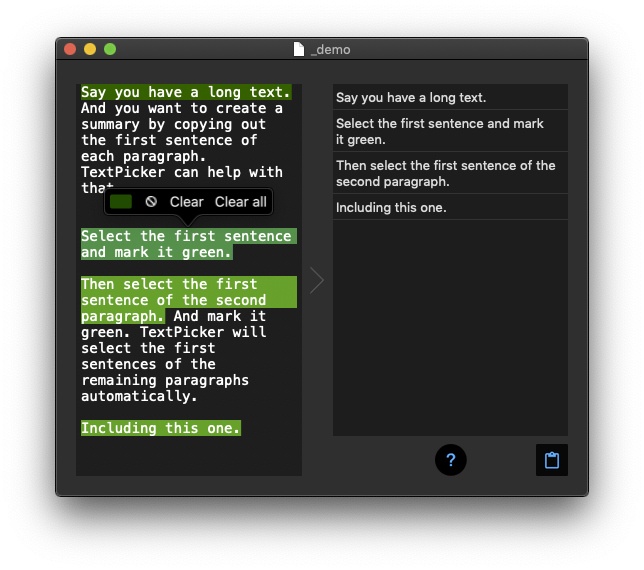 _demo
Say you have a long text.
And you want to create a
summary by copying out
the first sentence of
each paragraph.
TextPicker can help with
that
Clear Clear all
Select the first sentence
and mark it green.
Then select the first
sentence of the second
paragraph. And mark it
green. TextPicker will
select the first
sentences of the
remaining paragraphs
automatically.
Including this one.
Say you have a long text.
Select the first sentence and mark
it green.
Then select the first sentence of the
second paragraph.
Including this one.
?